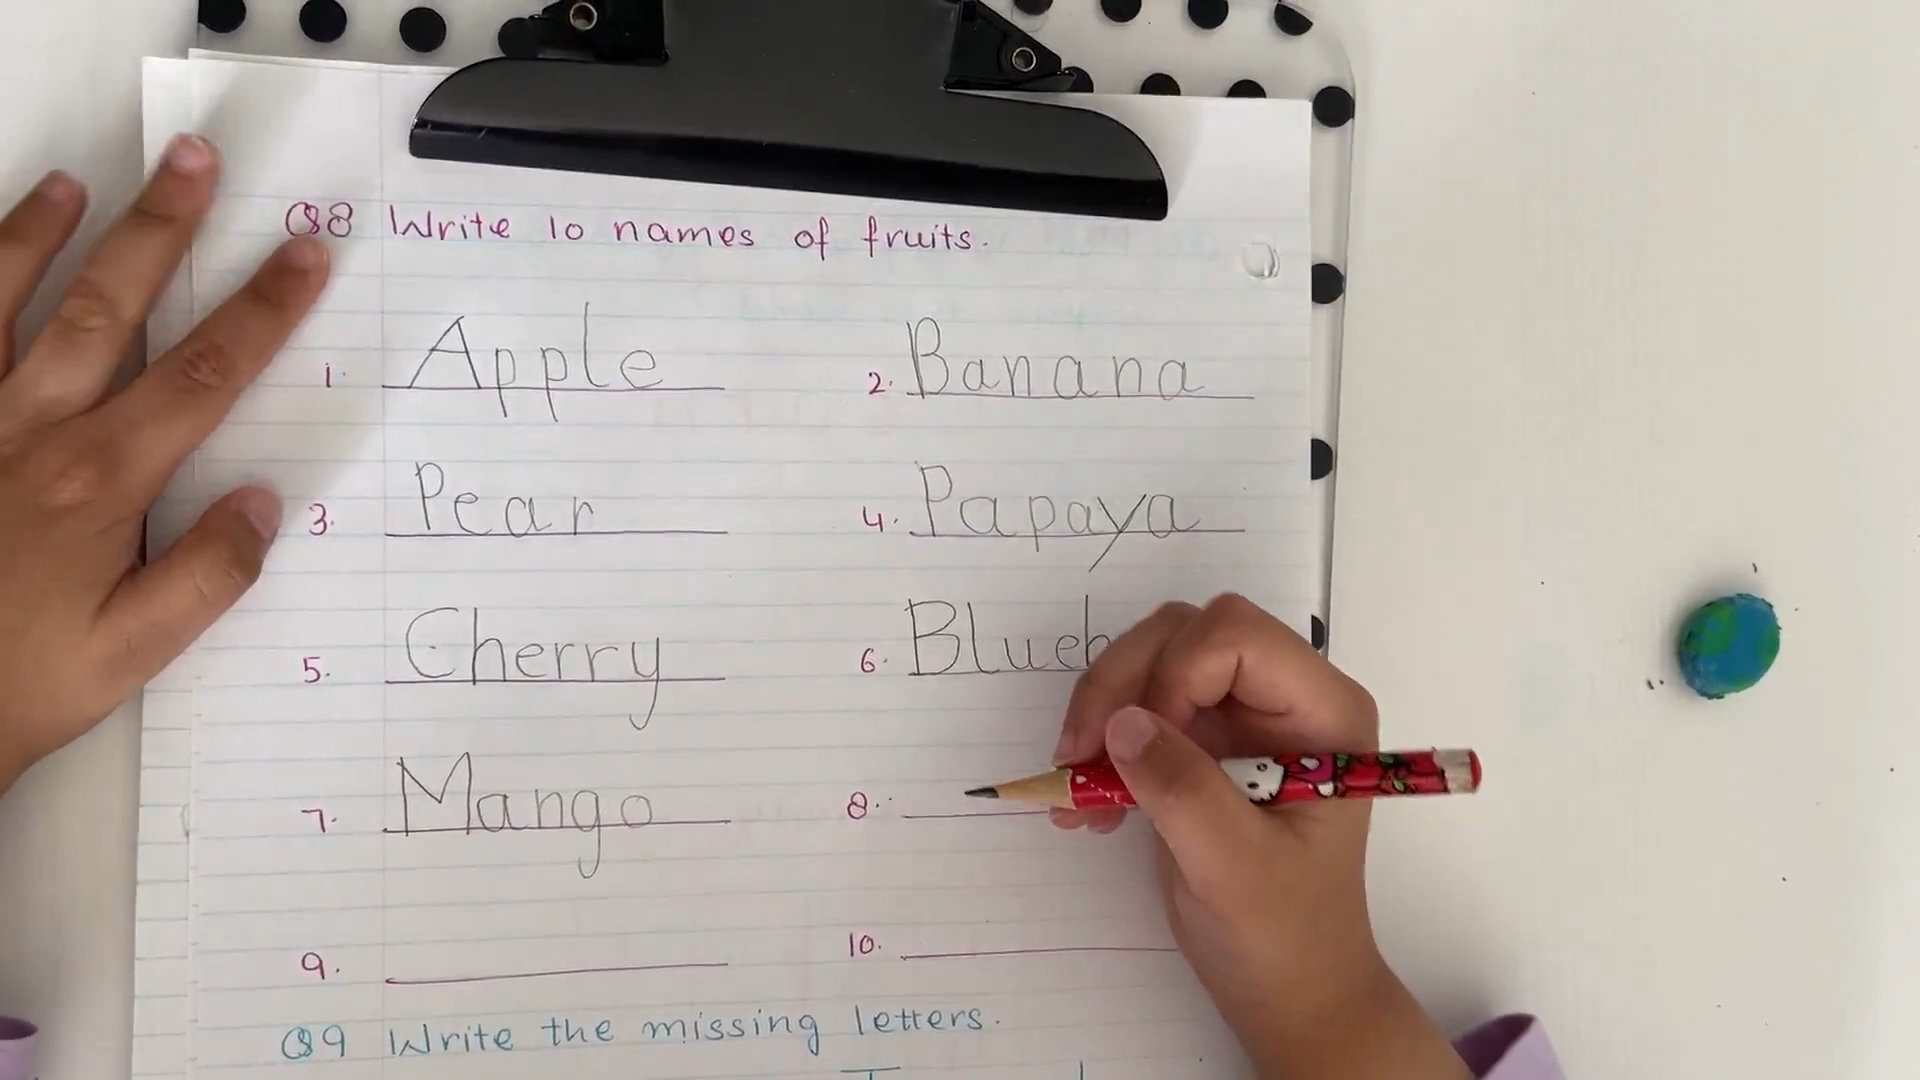 Q8 Write 10 names of fruits.
1. Apple 2. Banana
3. Pear 4. Papaya
5. Cherry 6. Blueb
7. Mango 8.
9. 10.
Q9 Write the missing letters.